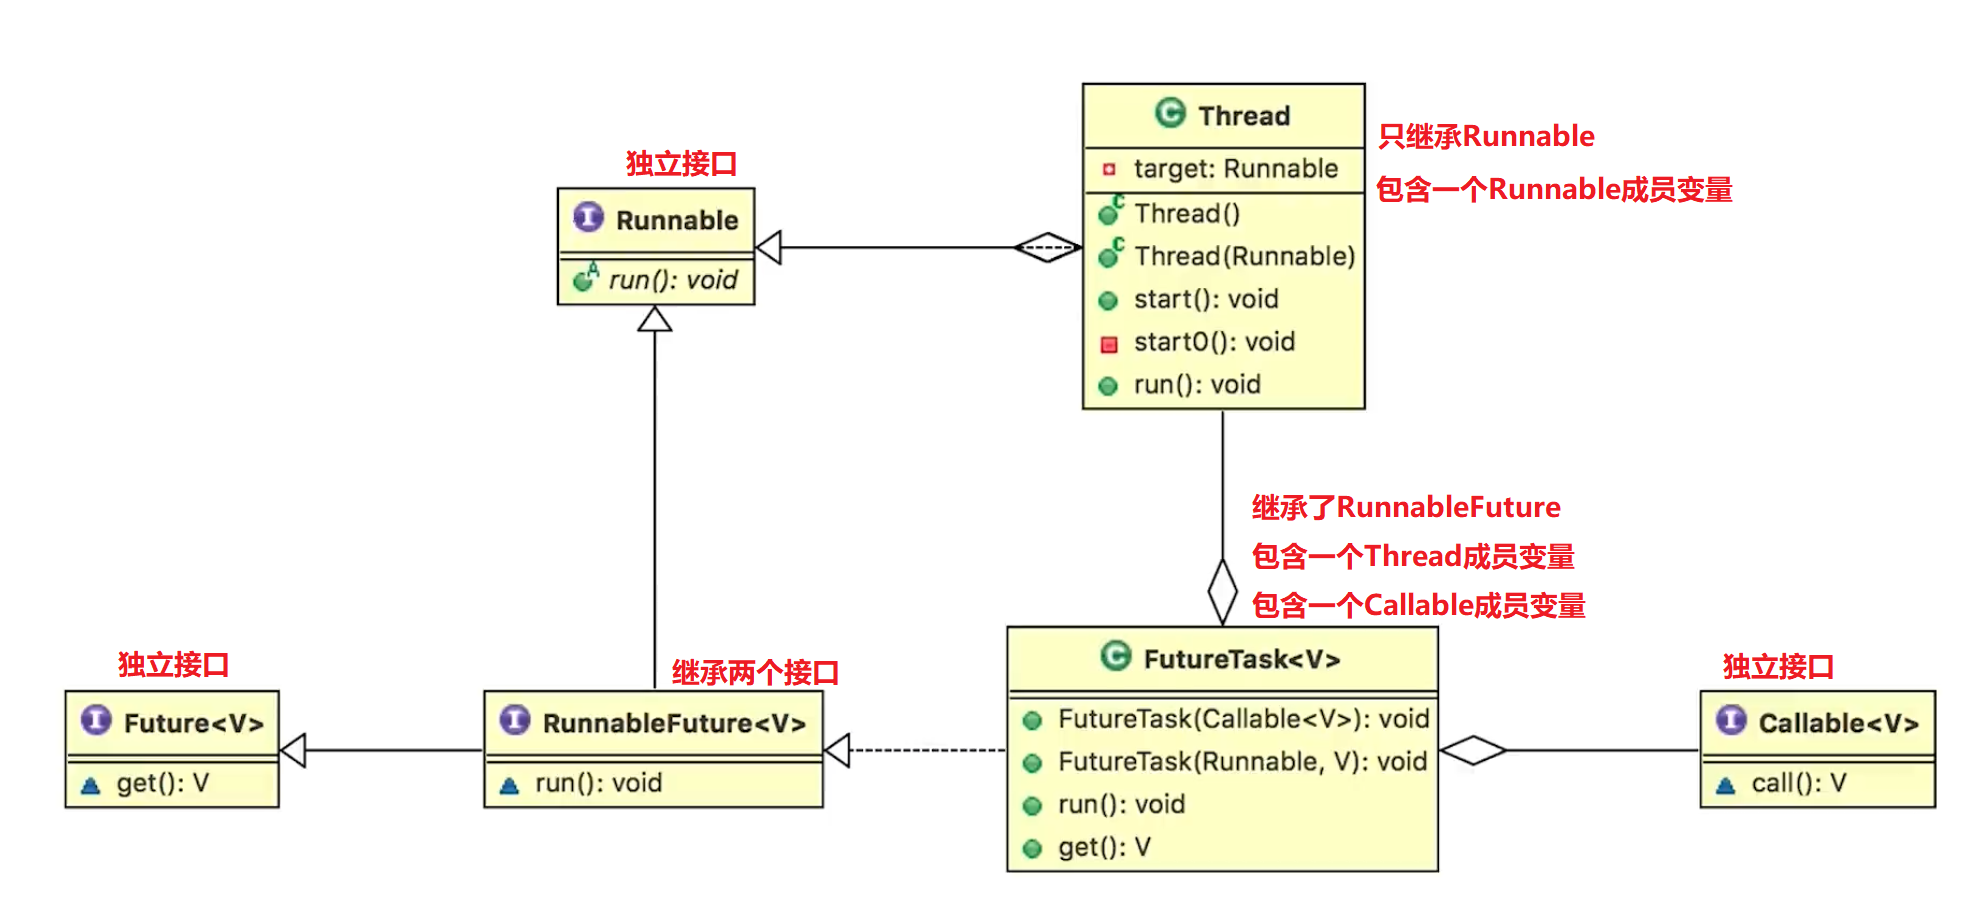 C Thread
target: Runnable
C Thread()
C Thread(Runnable)
start(): void
start0(): void
run(): void
只继承Runnable
包含一个Runnable成员变量
独立接口
I Runnable
A run(): void
继承了RunnableFuture
包含一个Thread成员变量
包含一个Callable成员变量
独立接口
I Future<V>
get(): V
继承两个接口
I RunnableFuture<V>
run(): void
C FutureTask<V>
FutureTask(Callable<V>): void
FutureTask(Runnable, V): void
run(): void
get(): V
独立接口
I Callable<V>
call(): V